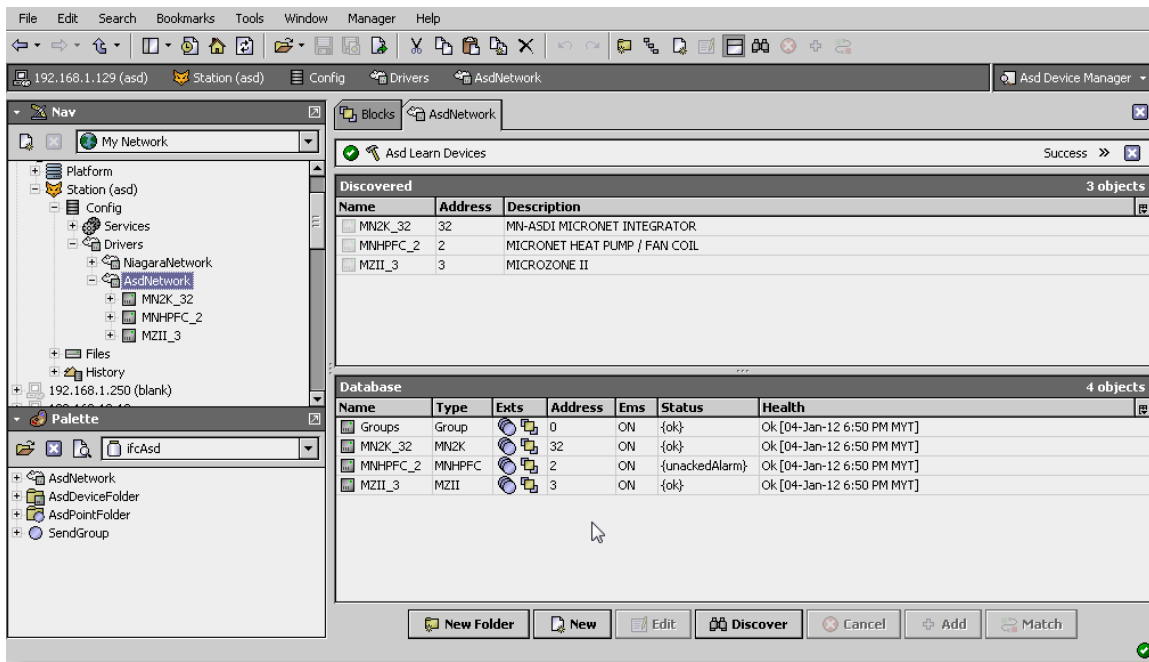 File Edit Search Bookmarks Tools Window Manager Help
192.168.1.129 (asd) Station (asd) Config Drivers AsdNetwork Asd Device Manager
Nav
My Network
Platform
Station (asd)
Config
Services
Drivers
NiagaraNetwork
AsdNetwork
MN2K_32
MNHPFC_2
MZII_3
Files
History
192.168.1.250 (blank)
Palette
ifcAsd
AsdNetwork
AsdDeviceFolder
AsdPointFolder
SendGroup
Blocks AsdNetwork
Asd Learn Devices Success »
Discovered 3 objects
Name Address Description
MN2K_32 32 MN-ASDI MICRONET INTEGRATOR
MNHPFC_2 2 MICRONET HEAT PUMP / FAN COIL
MZII_3 3 MICROZONE II
Database 4 objects
Name Type Exts Address Ems Status Health
Groups Group 0 ON {ok} Ok [04-Jan-12 6:50 PM MYT]
MN2K_32 MN2K 32 ON {ok} Ok [04-Jan-12 6:50 PM MYT]
MNHPFC_2 MNHPFC 2 ON {unackedAlarm} Ok [04-Jan-12 6:50 PM MYT]
MZII_3 MZII 3 ON {ok} Ok [04-Jan-12 6:50 PM MYT]
New Folder New Edit Discover Cancel Add Match